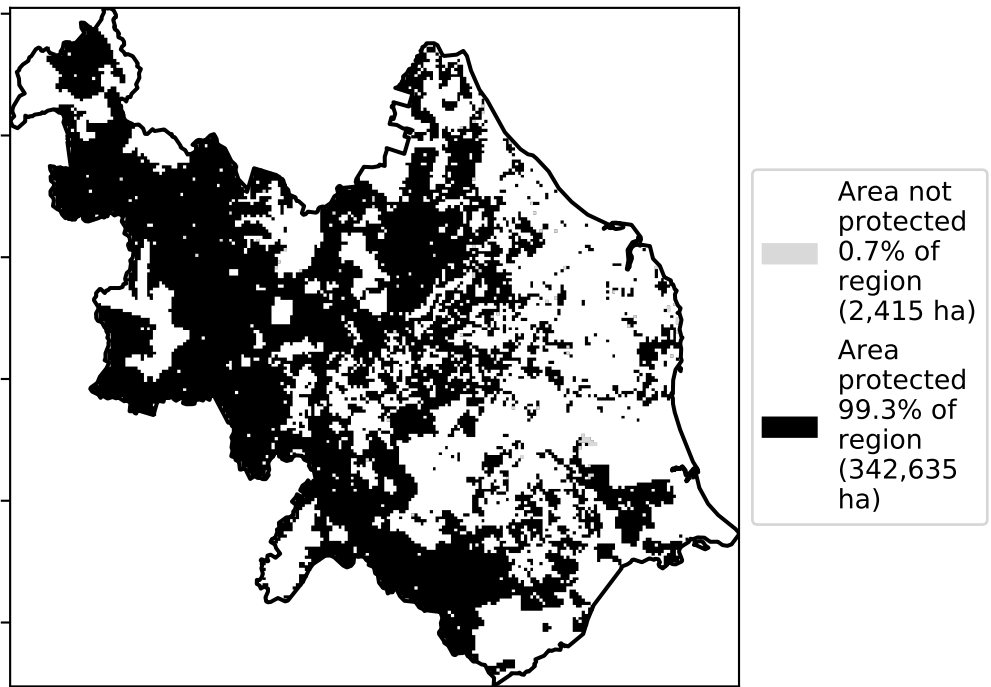 Area not
protected
0.7% of
region
(2,415 ha)
Area
protected
99.3% of
region
(342,635
ha)